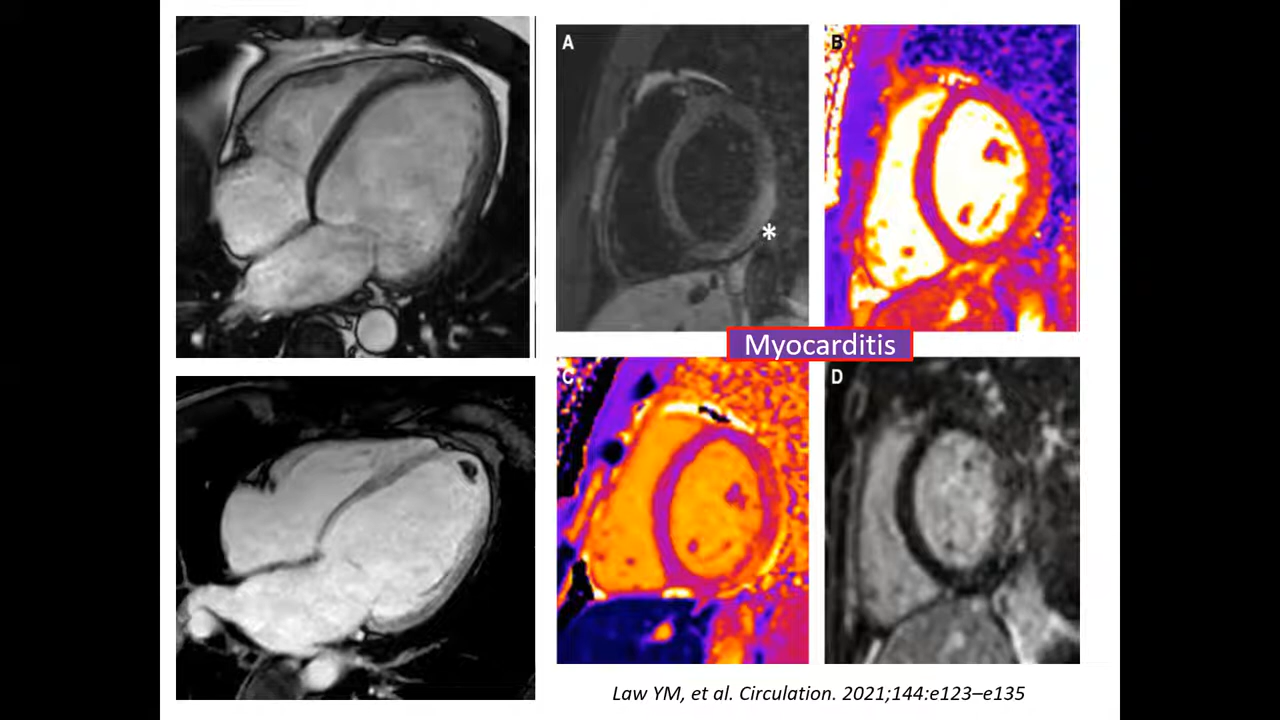 A
B
*
Myocarditis
C
D
Law YM, et al. Circulation. 2021;144:e123–e135